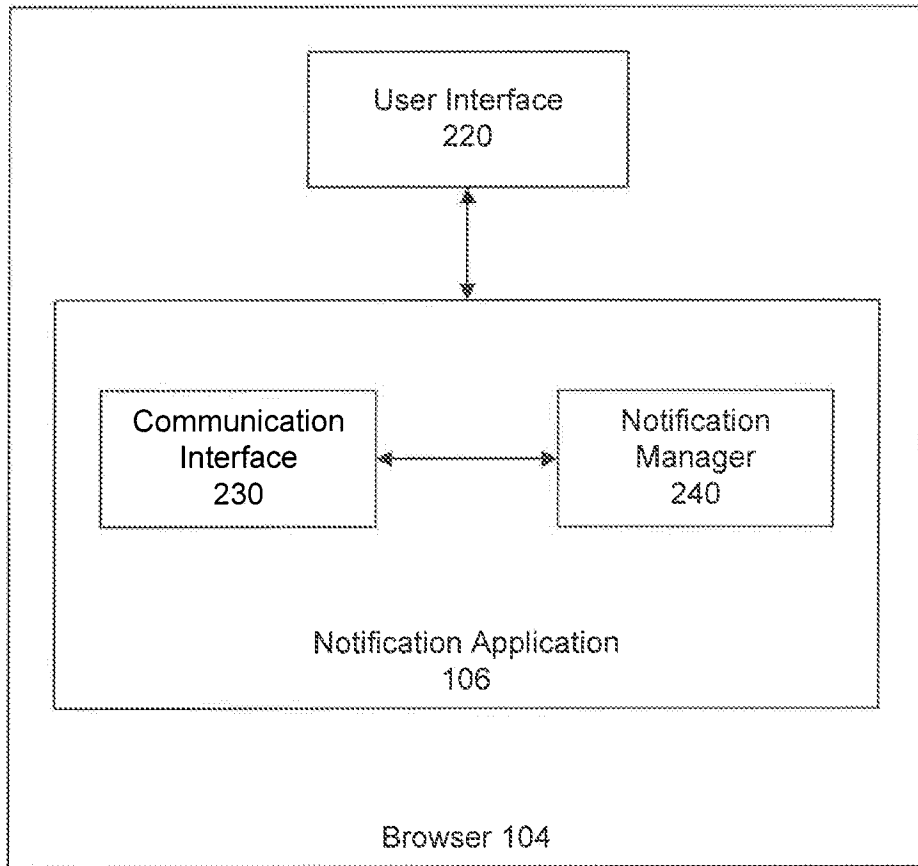 User Interface
220
Communication
Interface
230
Notification
Manager
240
Notification Application
106
Browser 104